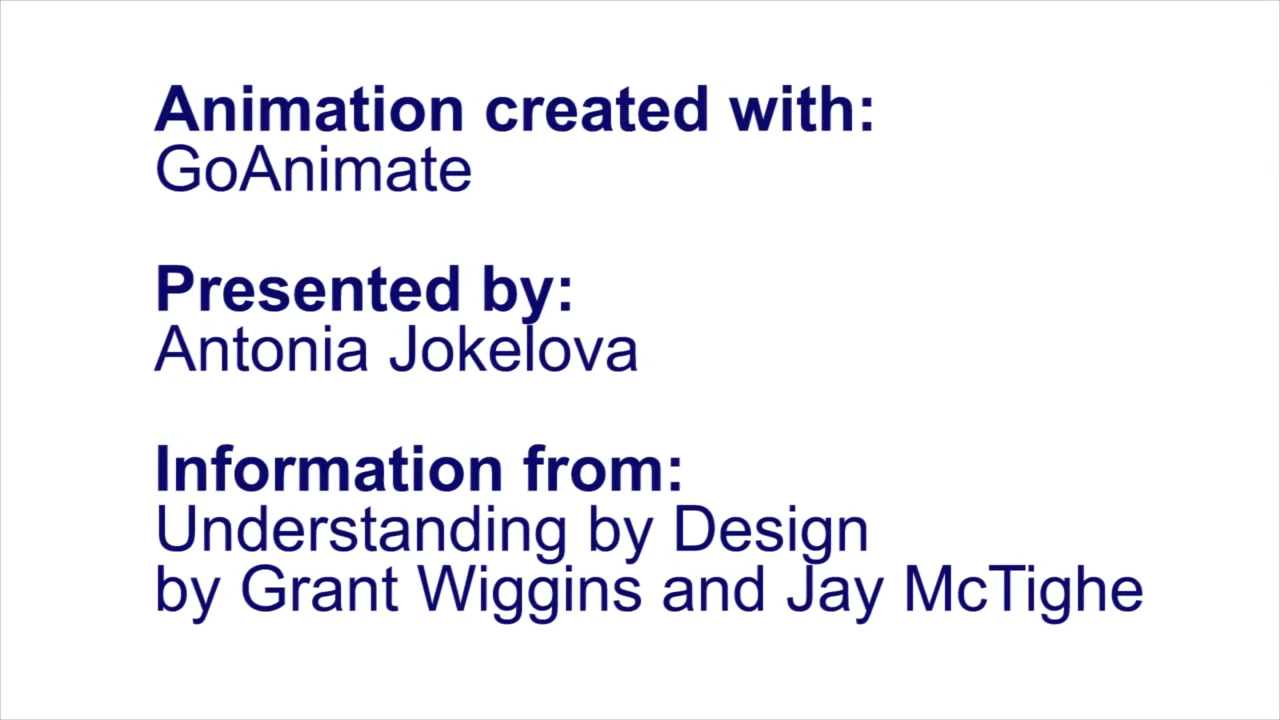 Animation created with:
GoAnimate
Presented by:
Antonia Jokelova
Information from:
Understanding by Design
by Grant Wiggins and Jay McTighe